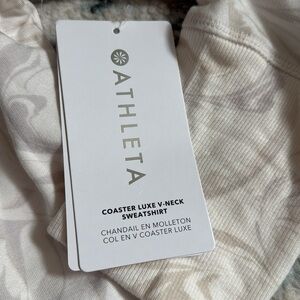 ATHLETA
COASTER LUXE V-NECK
SWEATSHIRT
CHANDAIL EN MOLLETON
COL EN V COASTER LUXE